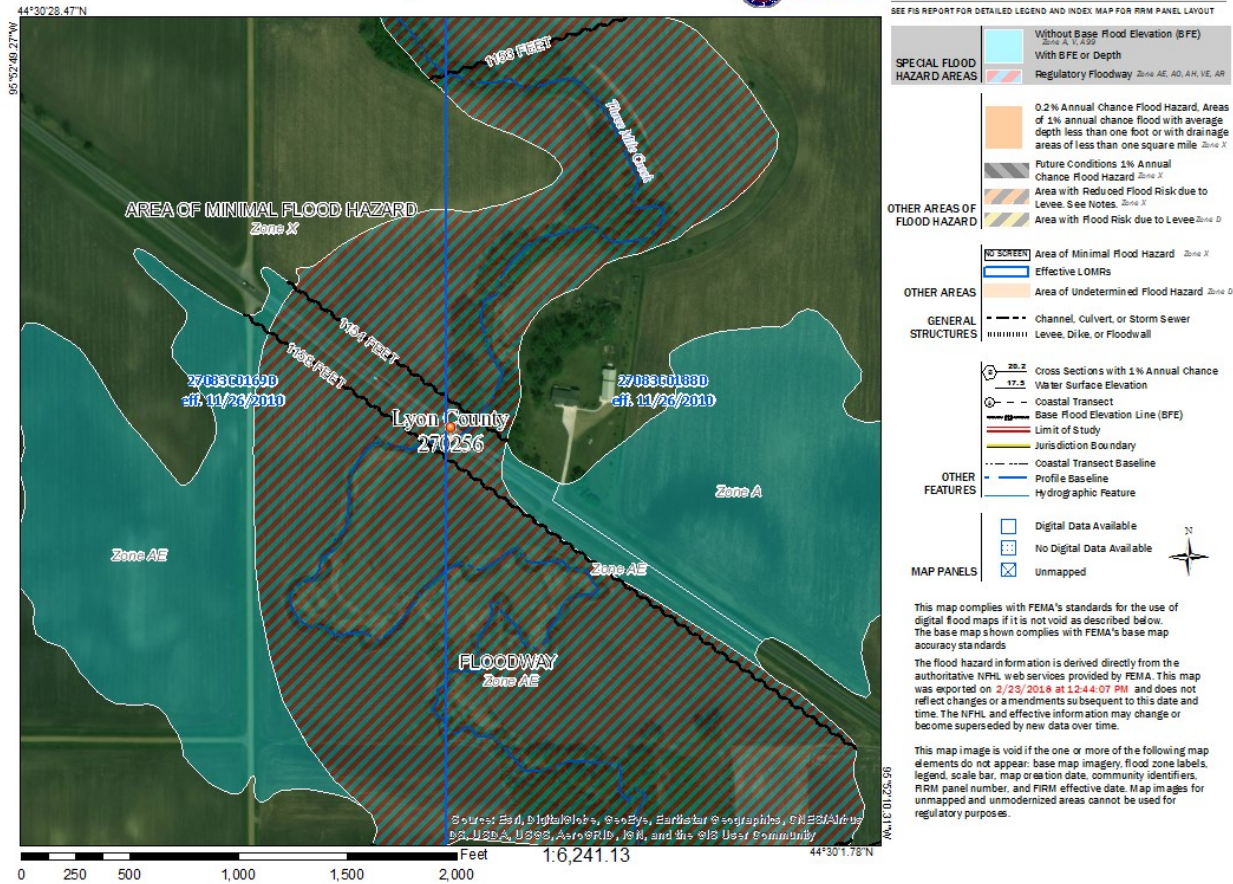 44°30'28.47"N
95°52'49.27"W
1153 FEET
Three Mile Creek
AREA OF MINIMAL FLOOD HAZARD
Zone X
1154 FEET
27083C0169D
eff. 11/26/2010
27083C0188D
eff. 11/26/2010
Lyon County
270256
Zone A
Zone AE
Zone AE
FLOODWAY
Zone AE
Source: Esri, DigitalGlobe, GeoEye, Earthstar Geographics, CNES/Airbus
DS, USDA, USGS, AeroGRID, IGN, and the GIS User Community
95°52'10.31"W
44°30'1.78"N
Feet
1:6,241.13
0
250
500
1,000
1,500
2,000
SEE FIS REPORT FOR DETAILED LEGEND AND INDEX MAP FOR FIRM PANEL LAYOUT
SPECIAL FLOOD
HAZARD AREAS
Without Base Flood Elevation (BFE)
Zone A, V, A99
With BFE or Depth
Regulatory Floodway Zone AE, AO, AH, VE, AR
OTHER AREAS OF
FLOOD HAZARD
0.2% Annual Chance Flood Hazard, Areas
of 1% annual chance flood with average
depth less than one foot or with drainage
areas of less than one square mile Zone X
Future Conditions 1% Annual
Chance Flood Hazard Zone X
Area with Reduced Flood Risk due to
Levee. See Notes. Zone X
Area with Flood Risk due to Levee Zone D
OTHER AREAS
NO SCREEN Area of Minimal Flood Hazard Zone X
Effective LOMRs
Area of Undetermined Flood Hazard Zone D
GENERAL
STRUCTURES
Channel, Culvert, or Storm Sewer
Levee, Dike, or Floodwall
OTHER
FEATURES
20.2 Cross Sections with 1% Annual Chance
17.5 Water Surface Elevation
Coastal Transect
Base Flood Elevation Line (BFE)
Limit of Study
Jurisdiction Boundary
Coastal Transect Baseline
Profile Baseline
Hydrographic Feature
MAP PANELS
Digital Data Available
No Digital Data Available
Unmapped
N
This map complies with FEMA's standards for the use of
digital flood maps if it is not void as described below.
The base map shown complies with FEMA's base map
accuracy standards
The flood hazard information is derived directly from the
authoritative NFHL web services provided by FEMA. This map
was exported on 2/23/2018 at 12:44:07 PM and does not
reflect changes or amendments subsequent to this date and
time. The NFHL and effective information may change or
become superseded by new data over time.
This map image is void if the one or more of the following map
elements do not appear: base map imagery, flood zone labels,
legend, scale bar, map creation date, community identifiers,
FIRM panel number, and FIRM effective date. Map images for
unmapped and unmodernized areas cannot be used for
regulatory purposes.